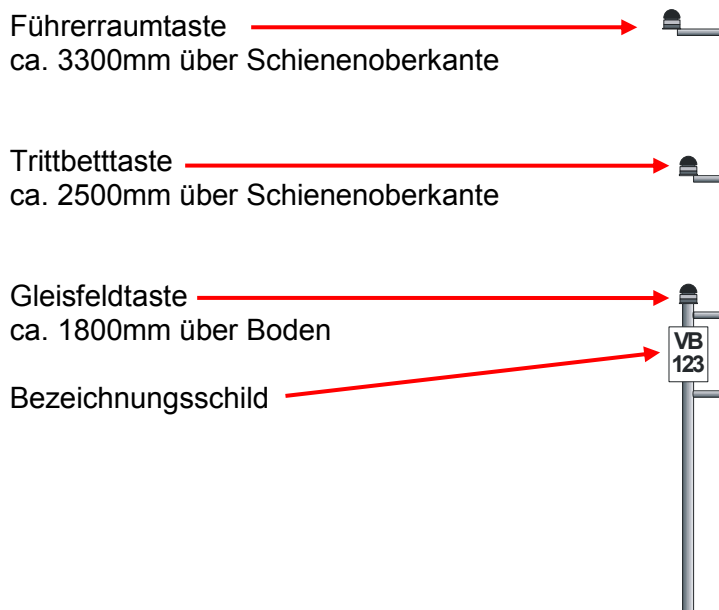 Führerraumtaste
ca. 3300mm über Schienenoberkante
Trittbetttaste
ca. 2500mm über Schienenoberkante
Gleisfeldtaste
ca. 1800mm über Boden
VB
123
Bezeichnungsschild